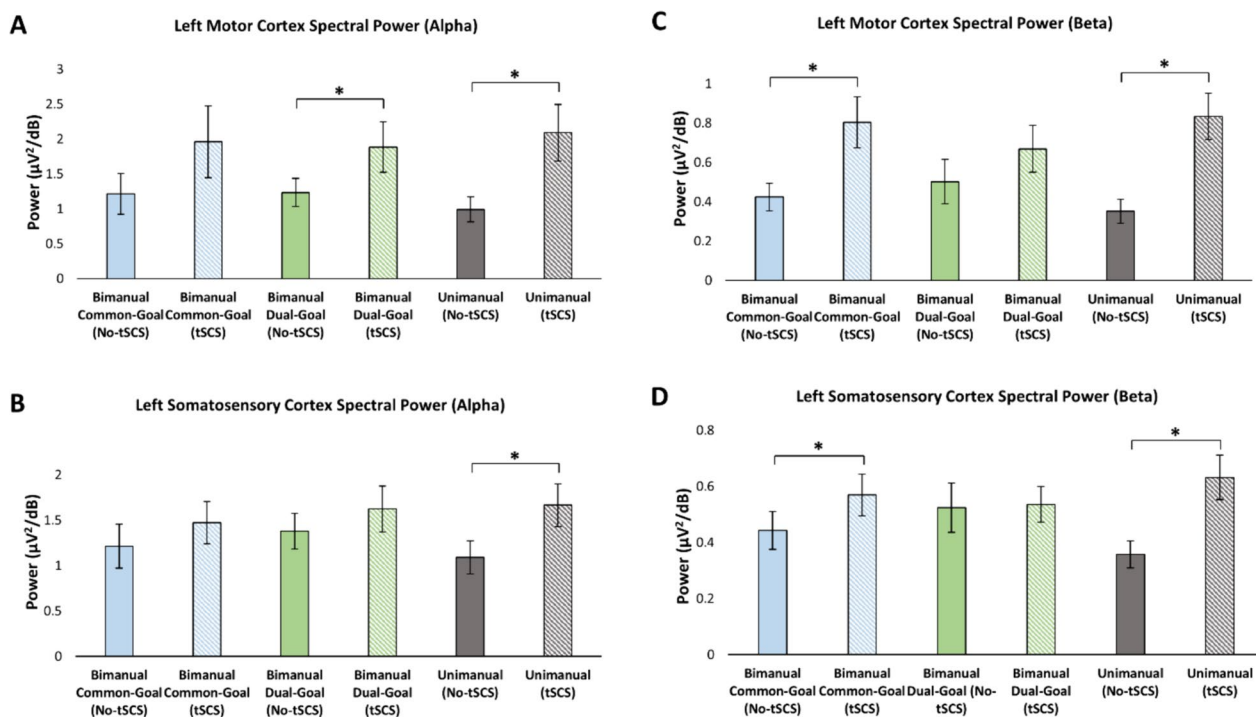 A
Left Motor Cortex Spectral Power (Alpha)
Power (µV²/dB)
3
2.5
2
1.5
1
0.5
0
*
*
Bimanual Common-Goal (No-tSCS)
Bimanual Common-Goal (tSCS)
Bimanual Dual-Goal (No-tSCS)
Bimanual Dual-Goal (tSCS)
Unimanual (No-tSCS)
Unimanual (tSCS)
B
Left Somatosensory Cortex Spectral Power (Alpha)
Power (µV²/dB)
2
1.5
1
0.5
0
*
Bimanual Common-Goal (No-tSCS)
Bimanual Common-Goal (tSCS)
Bimanual Dual-Goal (No-tSCS)
Bimanual Dual-Goal (tSCS)
Unimanual (No-tSCS)
Unimanual (tSCS)
C
Left Motor Cortex Spectral Power (Beta)
Power (µV²/dB)
1
0.8
0.6
0.4
0.2
0
*
*
Bimanual Common-Goal (No-tSCS)
Bimanual Common-Goal (tSCS)
Bimanual Dual-Goal (No-tSCS)
Bimanual Dual-Goal (tSCS)
Unimanual (No-tSCS)
Unimanual (tSCS)
D
Left Somatosensory Cortex Spectral Power (Beta)
Power (µV²/dB)
0.8
0.6
0.4
0.2
0
*
*
Bimanual Common-Goal (No-tSCS)
Bimanual Common-Goal (tSCS)
Bimanual Dual-Goal (No-tSCS)
Bimanual Dual-Goal (tSCS)
Unimanual (No-tSCS)
Unimanual (tSCS)